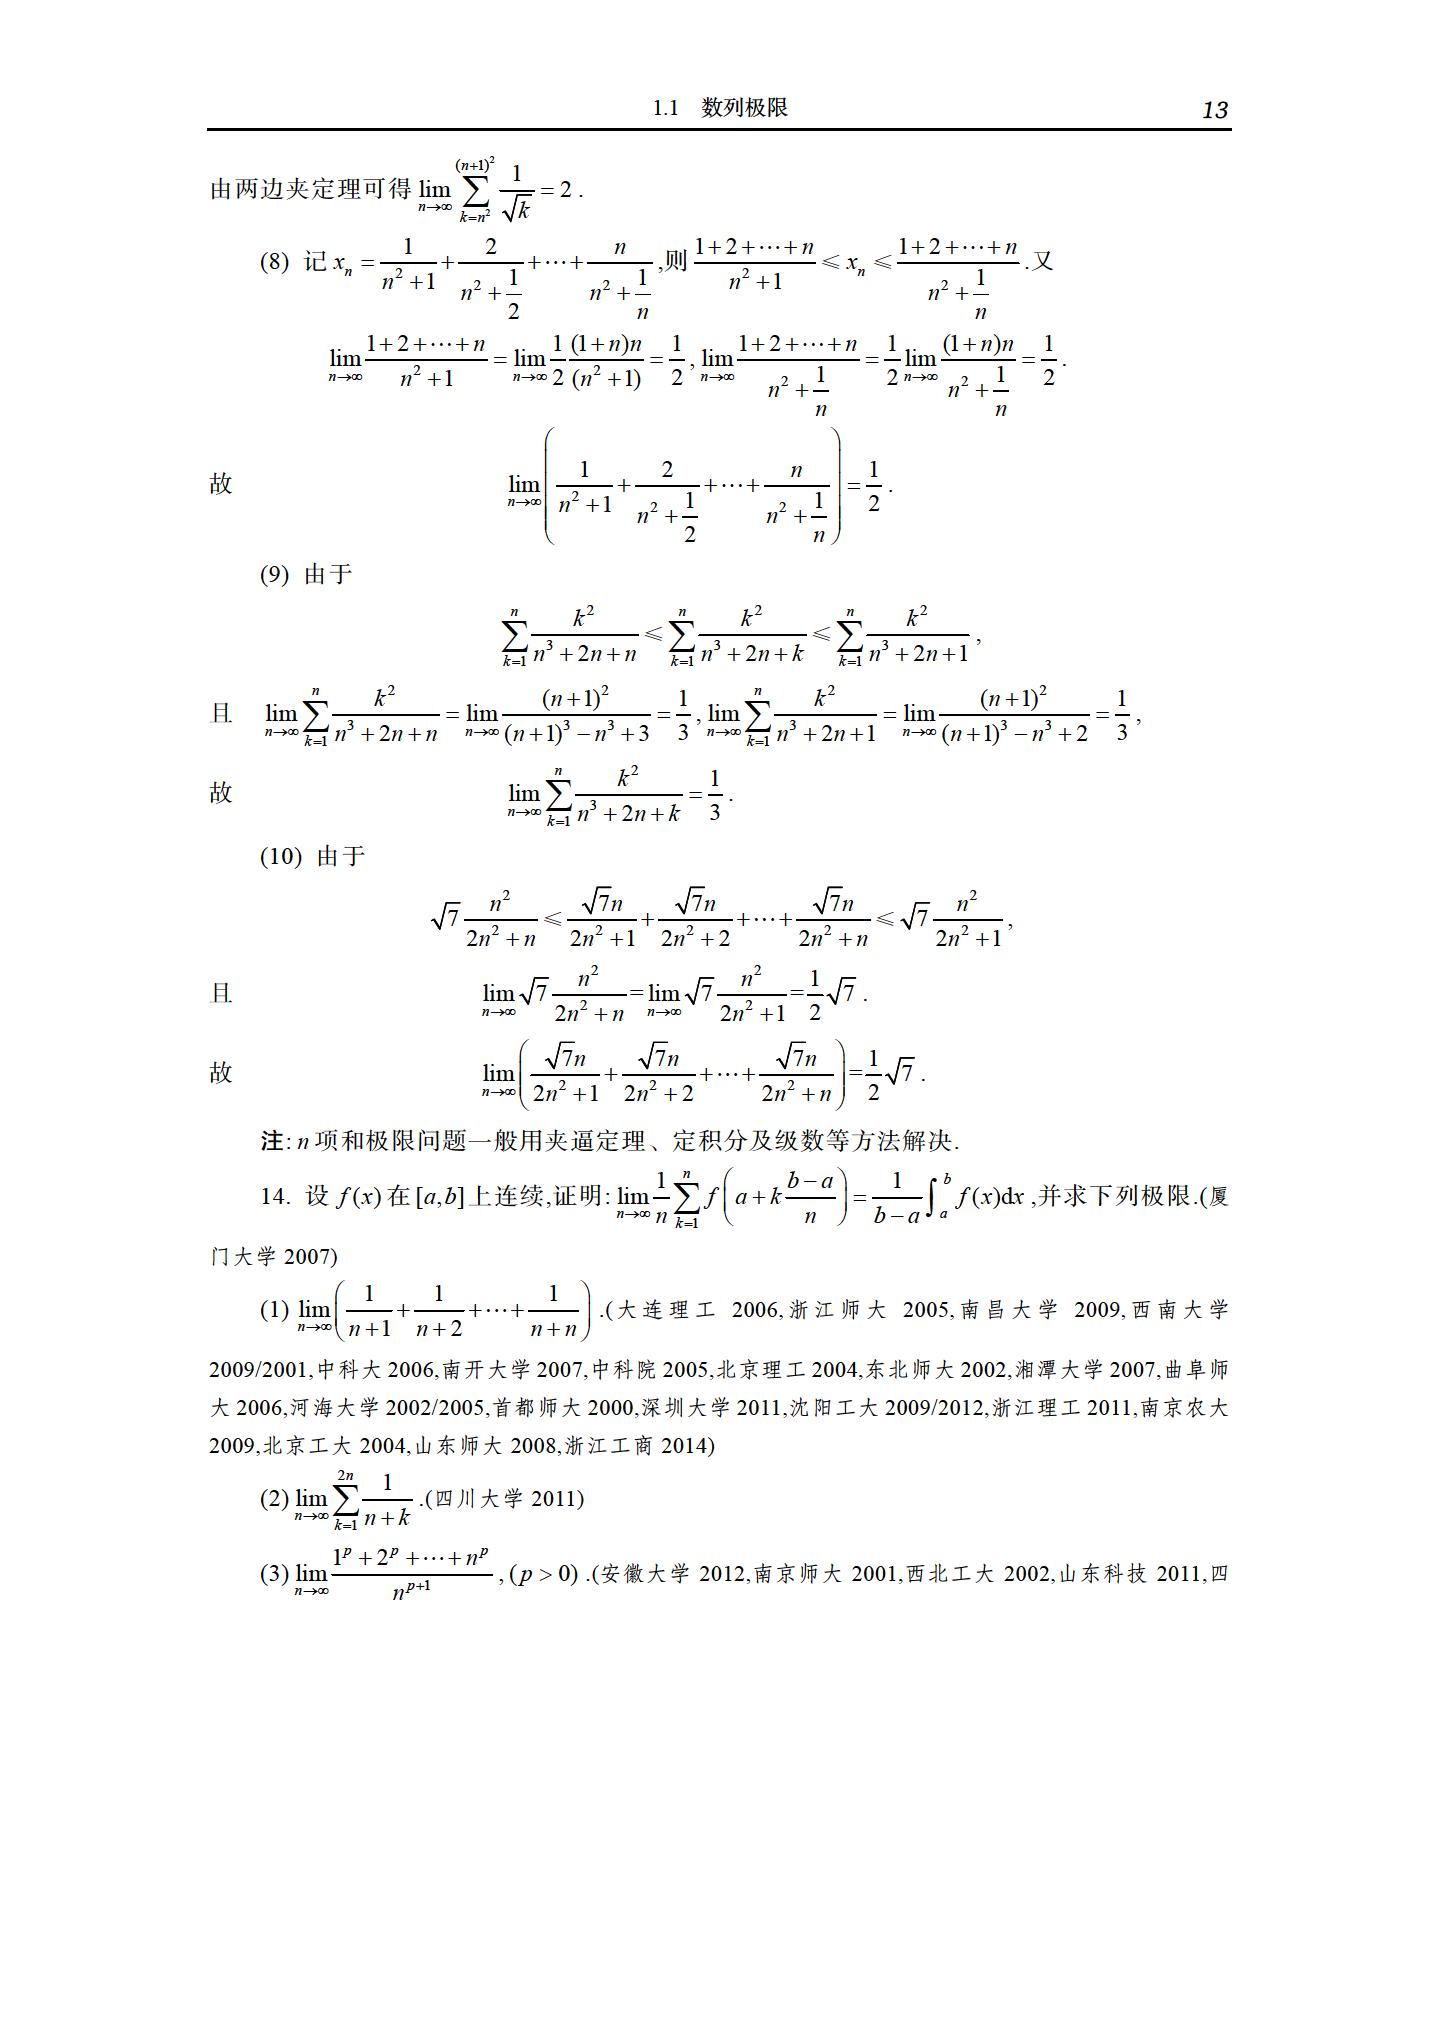 1.1 数列极限 13
由两边夹定理可得 $\lim_{n\to\infty}\sum_{k=n^2}^{(n+1)^2}\frac{1}{\sqrt{k}}=2$ .
(8) 记 $x_n=\frac{1}{n^2+1}+\frac{2}{n^2+\frac{1}{2}}+\cdots+\frac{n}{n^2+\frac{1}{n}}$ ,则 $\frac{1+2+\cdots+n}{n^2+1}\leqslant x_n\leqslant\frac{1+2+\cdots+n}{n^2+\frac{1}{n}}$ .又
$\lim_{n\to\infty}\frac{1+2+\cdots+n}{n^2+1}=\lim_{n\to\infty}\frac{1}{2}\frac{(1+n)n}{(n^2+1)}=\frac{1}{2}$ , $\lim_{n\to\infty}\frac{1+2+\cdots+n}{n^2+\frac{1}{n}}=\frac{1}{2}\lim_{n\to\infty}\frac{(1+n)n}{n^2+\frac{1}{n}}=\frac{1}{2}$ .
故 $\lim_{n\to\infty}\left(\frac{1}{n^2+1}+\frac{2}{n^2+\frac{1}{2}}+\cdots+\frac{n}{n^2+\frac{1}{n}}\right)=\frac{1}{2}$ .
(9) 由于
$\sum_{k=1}^{n}\frac{k^2}{n^3+2n+n}\leqslant\sum_{k=1}^{n}\frac{k^2}{n^3+2n+k}\leqslant\sum_{k=1}^{n}\frac{k^2}{n^3+2n+1}$ ,
且 $\lim_{n\to\infty}\sum_{k=1}^{n}\frac{k^2}{n^3+2n+n}=\lim_{n\to\infty}\frac{(n+1)^2}{(n+1)^3-n^3+3}=\frac{1}{3}$ , $\lim_{n\to\infty}\sum_{k=1}^{n}\frac{k^2}{n^3+2n+1}=\lim_{n\to\infty}\frac{(n+1)^2}{(n+1)^3-n^3+2}=\frac{1}{3}$ ,
故 $\lim_{n\to\infty}\sum_{k=1}^{n}\frac{k^2}{n^3+2n+k}=\frac{1}{3}$ .
(10) 由于
$\sqrt{7}\frac{n^2}{2n^2+n}\leqslant\frac{\sqrt{7}n}{2n^2+1}+\frac{\sqrt{7}n}{2n^2+2}+\cdots+\frac{\sqrt{7}n}{2n^2+n}\leqslant\sqrt{7}\frac{n^2}{2n^2+1}$ ,
且 $\lim_{n\to\infty}\sqrt{7}\frac{n^2}{2n^2+n}=\lim_{n\to\infty}\sqrt{7}\frac{n^2}{2n^2+1}=\frac{1}{2}\sqrt{7}$ .
故 $\lim_{n\to\infty}\left(\frac{\sqrt{7}n}{2n^2+1}+\frac{\sqrt{7}n}{2n^2+2}+\cdots+\frac{\sqrt{7}n}{2n^2+n}\right)=\frac{1}{2}\sqrt{7}$ .
注: n 项和极限问题一般用夹逼定理、定积分及级数等方法解决.
14. 设 $f(x)$ 在 $[a,b]$ 上连续,证明: $\lim_{n\to\infty}\frac{1}{n}\sum_{k=1}^{n}f\left(a+k\frac{b-a}{n}\right)=\frac{1}{b-a}\int_a^b f(x)\mathrm{d}x$ ,并求下列极限.(厦
门大学 2007)
(1) $\lim_{n\to\infty}\left(\frac{1}{n+1}+\frac{1}{n+2}+\cdots+\frac{1}{n+n}\right)$ .(大连理工 2006,浙江师大 2005,南昌大学 2009,西南大学
2009/2001,中科大 2006,南开大学 2007,中科院 2005,北京理工 2004,东北师大 2002,湘潭大学 2007,曲阜师
大 2006,河海大学 2002/2005,首都师大 2000,深圳大学 2011,沈阳工大 2009/2012,浙江理工 2011,南京农大
2009,北京工大 2004,山东师大 2008,浙江工商 2014)
(2) $\lim_{n\to\infty}\sum_{k=1}^{2n}\frac{1}{n+k}$ .(四川大学 2011)
(3) $\lim_{n\to\infty}\frac{1^p+2^p+\cdots+n^p}{n^{p+1}}$ , $(p>0)$ .(安徽大学 2012,南京师大 2001,西北工大 2002,山东科技 2011,四